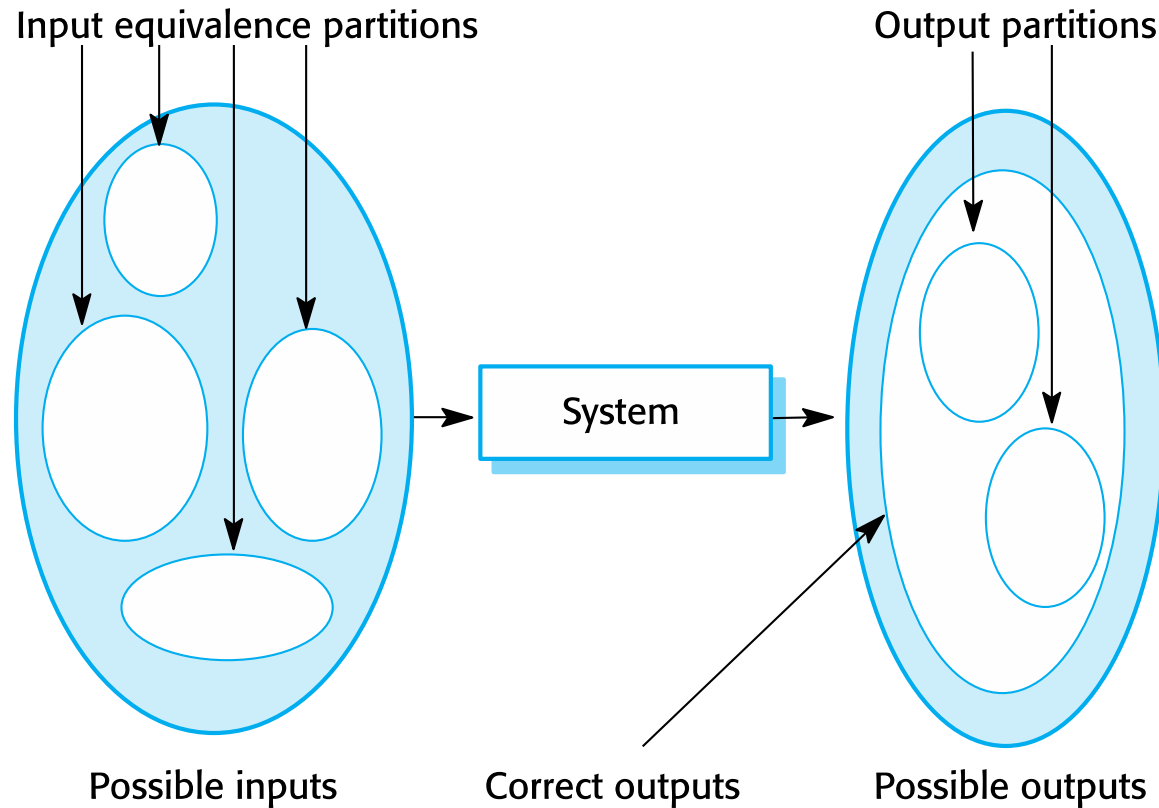 Input equivalence partitions
Output partitions
System
Possible inputs
Correct outputs
Possible outputs